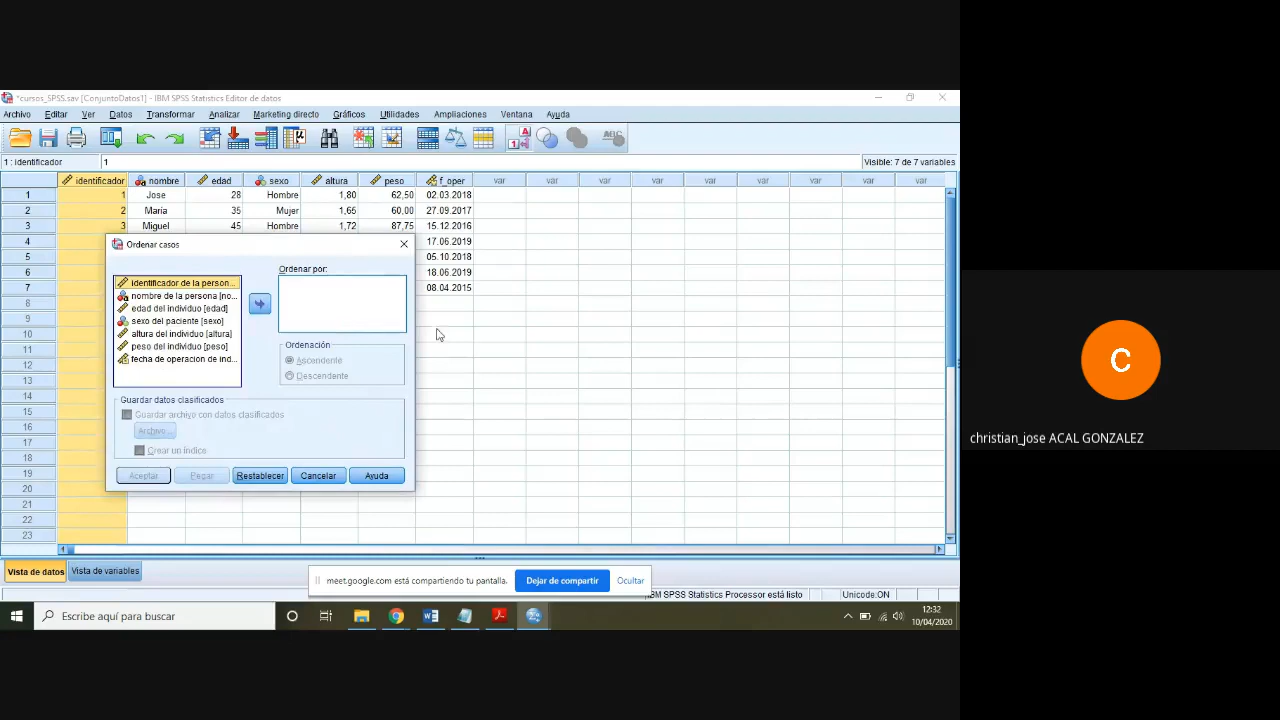 *cursos_SPSS.sav [ConjuntoDatos1] - IBM SPSS Statistics Editor de datos
Archivo Editar Ver Datos Transformar Analizar Marketing directo Gráficos Utilidades Ampliaciones Ventana Ayuda
1 : identificador 1 Visible: 7 de 7 variables
identificador nombre edad sexo altura peso f_oper var var var var var var var var var
1 1 Jose 28 Hombre 1,80 62,50 02.03.2018
2 2 María 35 Mujer 1,65 60,00 27.09.2017
3 3 Miguel 45 Hombre 1,72 87,75 15.12.2016
4 17.06.2019
5 05.10.2018
6 18.06.2019
7 08.04.2015
8
9
10
11
12
13
14
15
16
17
18
19
20
21
22
23
Ordenar casos
Ordenar por:
identificador de la person...
nombre de la persona [no...
edad del individuo [edad]
sexo del paciente [sexo]
altura del individuo [altura]
peso del individuo [peso]
fecha de operacion de ind...
Ordenación
Ascendente
Descendente
Guardar datos clasificados
Guardar archivo con datos clasificados
Archivo...
Crear un índice
Aceptar Pegar Restablecer Cancelar Ayuda
Vista de datos Vista de variables
meet.google.com está compartiendo tu pantalla. Dejar de compartir Ocultar
IBM SPSS Statistics Processor está listo Unicode:ON
Escribe aquí para buscar
12:32
10/04/2020
C
christian_jose ACAL GONZALEZ